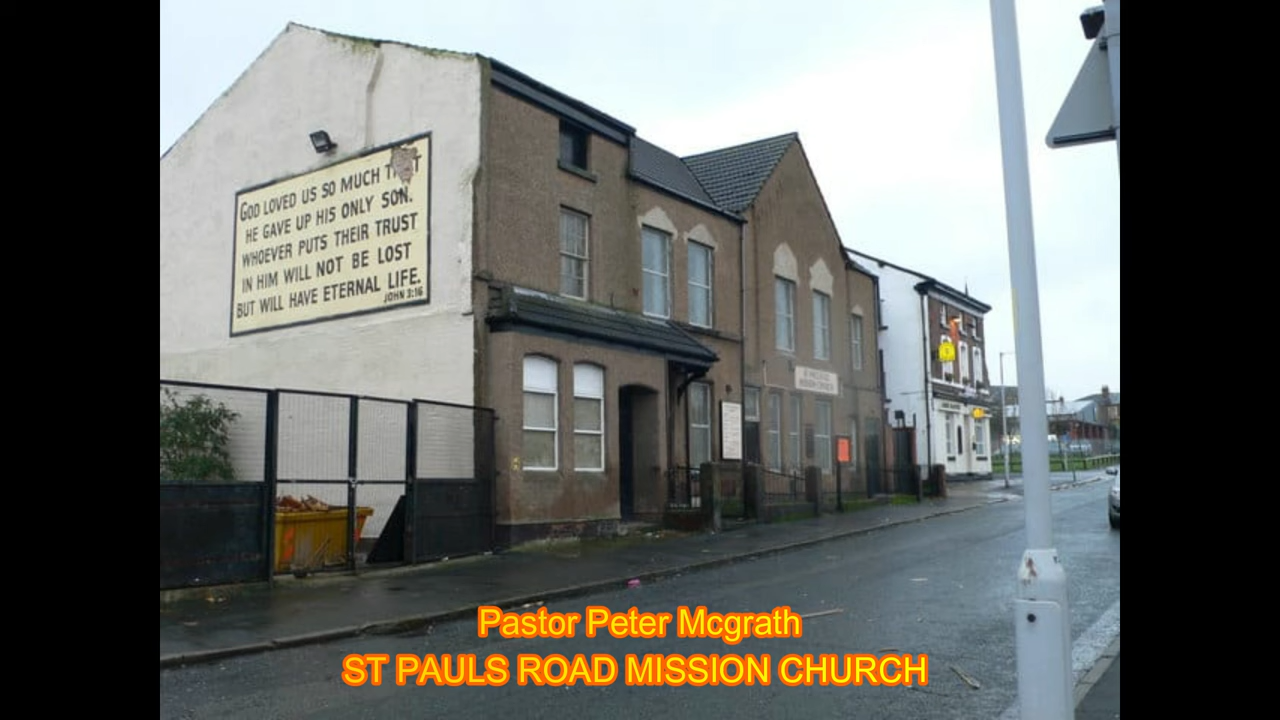 GOD LOVED US SO MUCH THAT
HE GAVE UP HIS ONLY SON.
WHOEVER PUTS THEIR TRUST
IN HIM WILL NOT BE LOST
BUT WILL HAVE ETERNAL LIFE.
JOHN 3:16
MISSION CHURCH
Pastor Peter Mcgrath
ST PAULS ROAD MISSION CHURCH